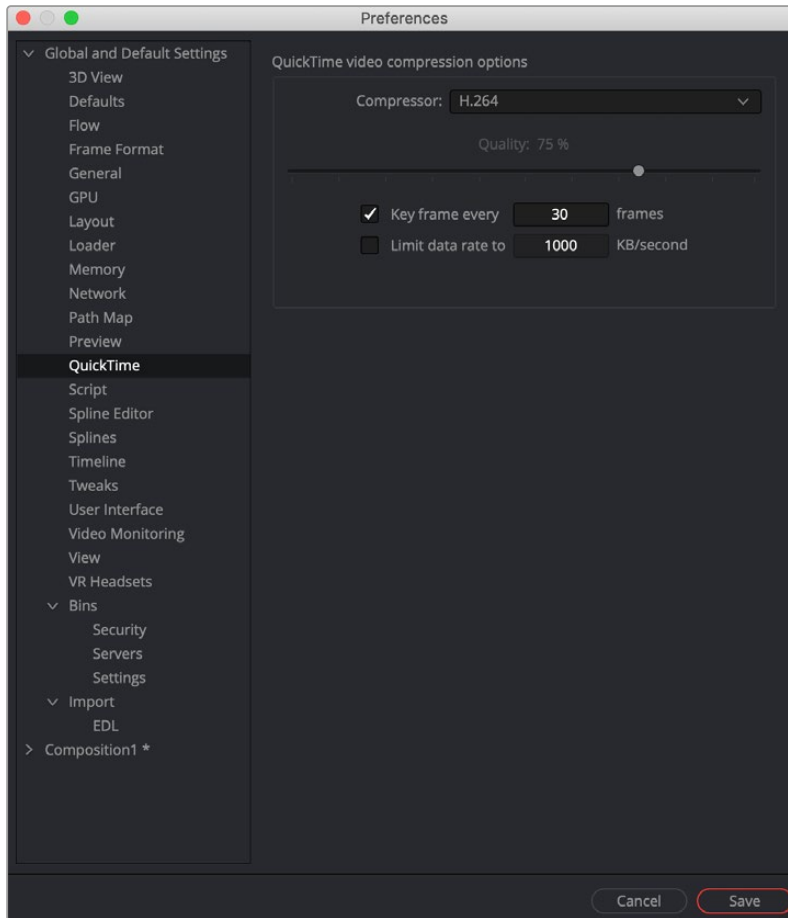 Preferences
Global and Default Settings
3D View
Defaults
Flow
Frame Format
General
GPU
Layout
Loader
Memory
Network
Path Map
Preview
QuickTime
Script
Spline Editor
Splines
Timeline
Tweaks
User Interface
Video Monitoring
View
VR Headsets
Bins
Security
Servers
Settings
Import
EDL
Composition1 *
QuickTime video compression options
Compressor: H.264
Quality: 75 %
Key frame every 30 frames
Limit data rate to 1000 KB/second
Cancel Save